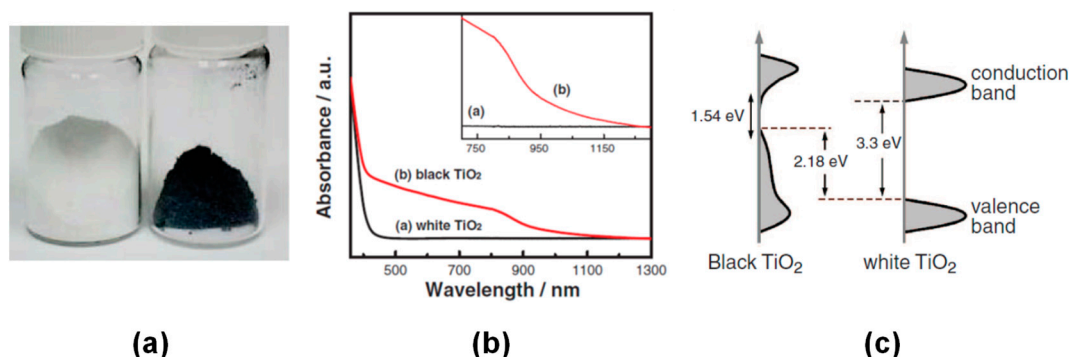 Absorbance / a.u.
(b)
(a)
750
950
1150
(b) black TiO₂
(a) white TiO₂
500
700
900
1100
1300
Wavelength / nm
1.54 eV
2.18 eV
3.3 eV
conduction
band
valence
band
Black TiO₂
white TiO₂
(a)
(b)
(c)